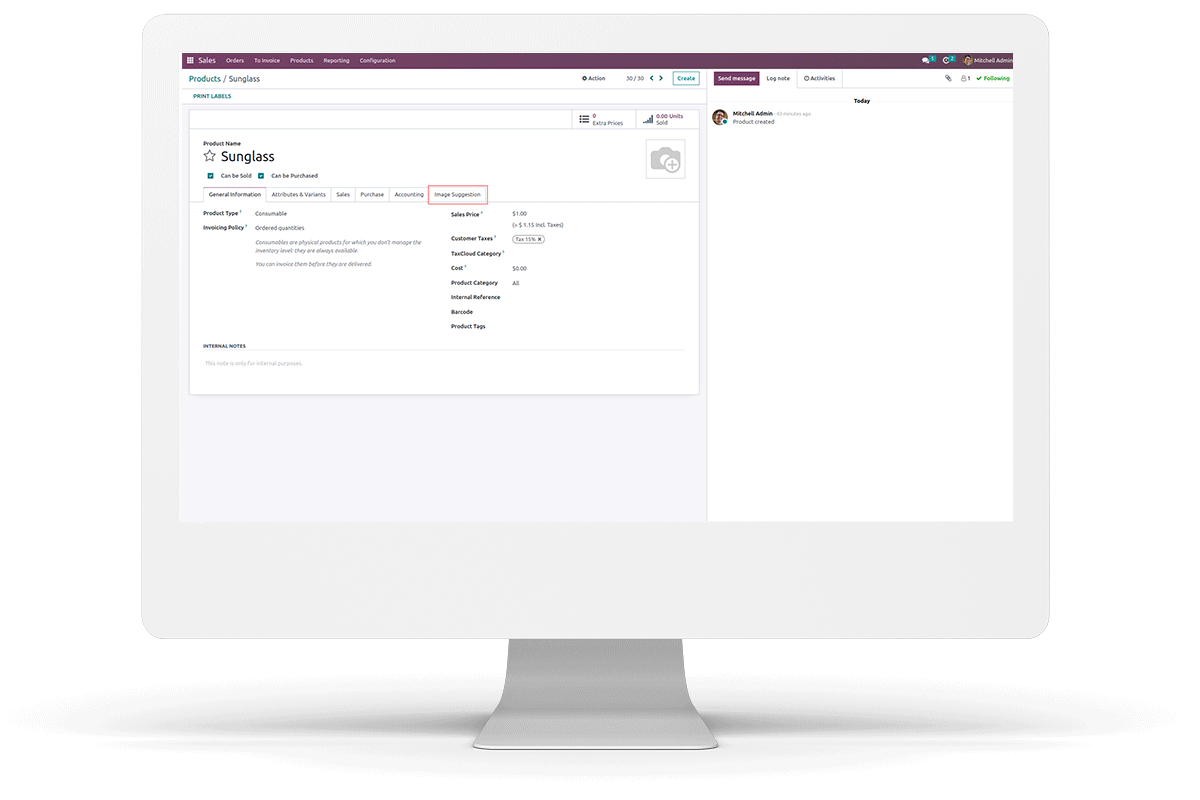 Sales Orders To Invoice Products Reporting Configuration 5 2 Mitchell Admin
Products / Sunglass Action 30 / 30 Create Send message Log note Activities 1 Following
PRINT LABELS
Today
0
Extra Prices
0.00 Units
Sold
Mitchell Admin - 43 minutes ago
Product created
Product Name
Sunglass
Can be Sold Can be Purchased
General Information Attributes & Variants Sales Purchase Accounting Image Suggestion
Product Type ? Consumable
Invoicing Policy ? Ordered quantities
Consumables are physical products for which you don't manage the
inventory level: they are always available.
You can invoice them before they are delivered.
Sales Price ? $1.00
(= $ 1.15 Incl. Taxes)
Customer Taxes ? Tax 15% ×
TaxCloud Category ?
Cost ? $0.00
Product Category All
Internal Reference
Barcode
Product Tags
INTERNAL NOTES
This note is only for internal purposes.